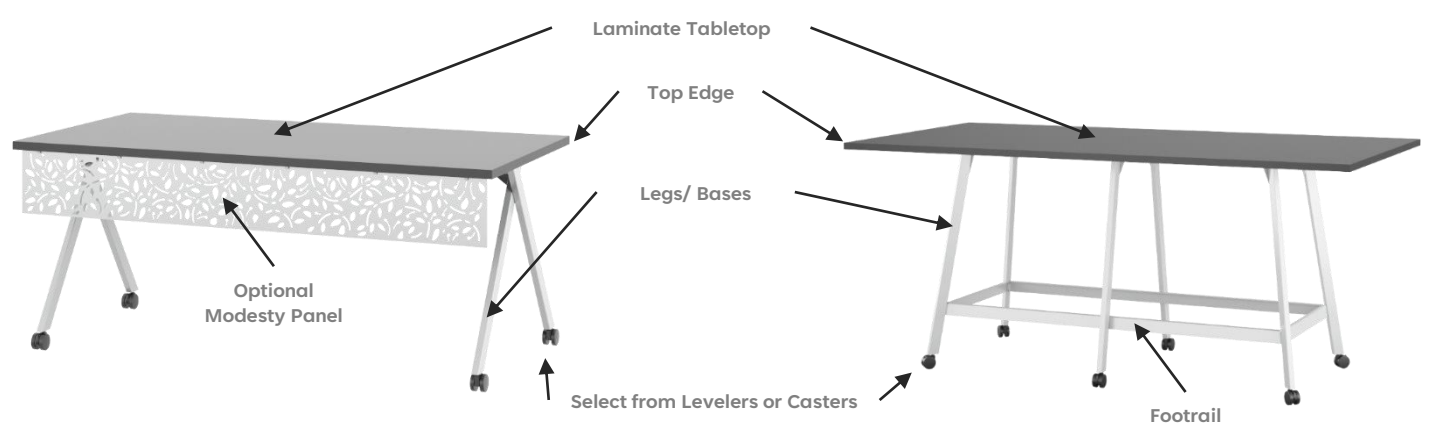 Laminate Tabletop
Top Edge
Legs/ Bases
Optional
Modesty Panel
Select from Levelers or Casters
Footrail